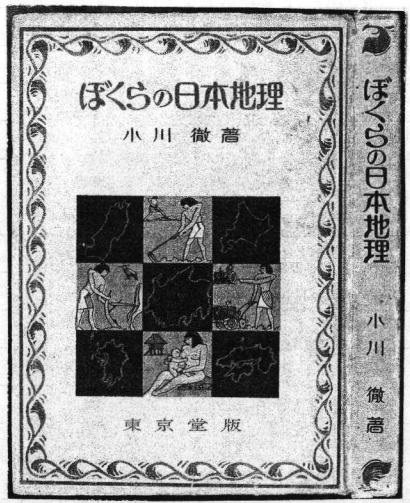 ぼくらの日本地理
小川 徹著
東京堂版
ぼくらの日本地理
小川 徹著